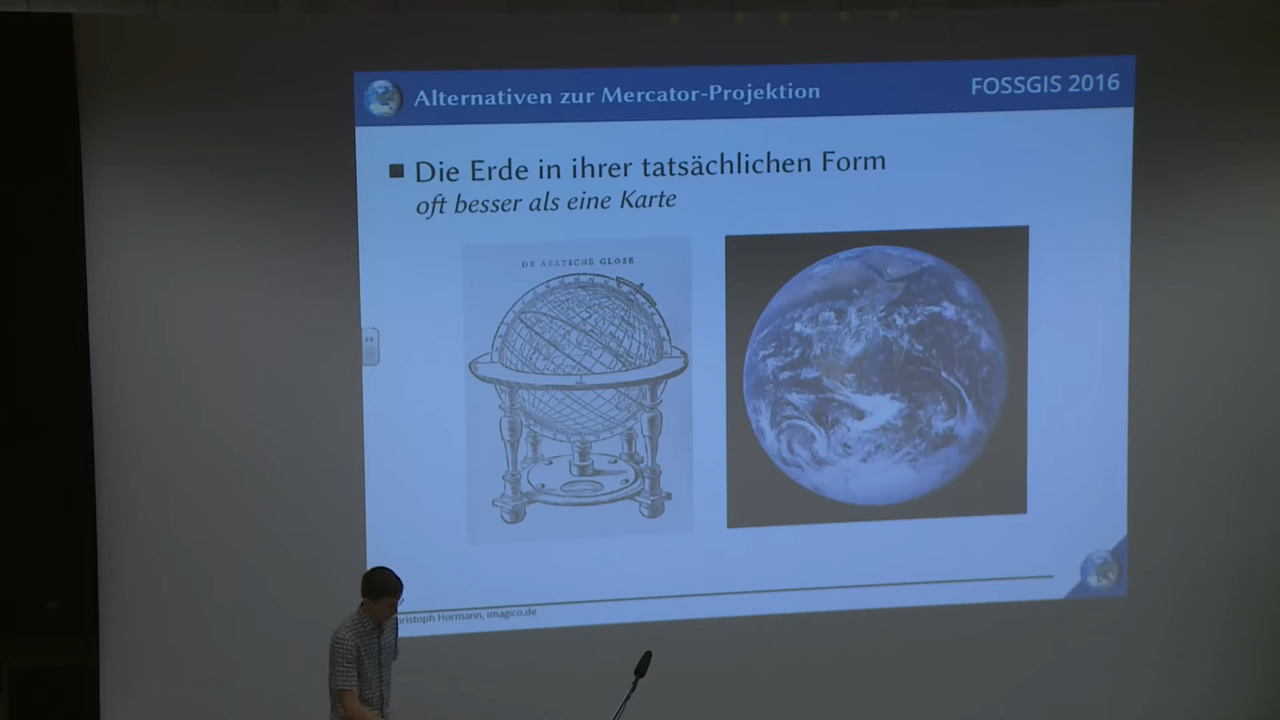 Alternativen zur Mercator-Projektion
FOSSGIS 2016
Die Erde in ihrer tatsächlichen Form
oft besser als eine Karte
DE AERTSCHE GLOBE
hristoph Hormann, imagico.de